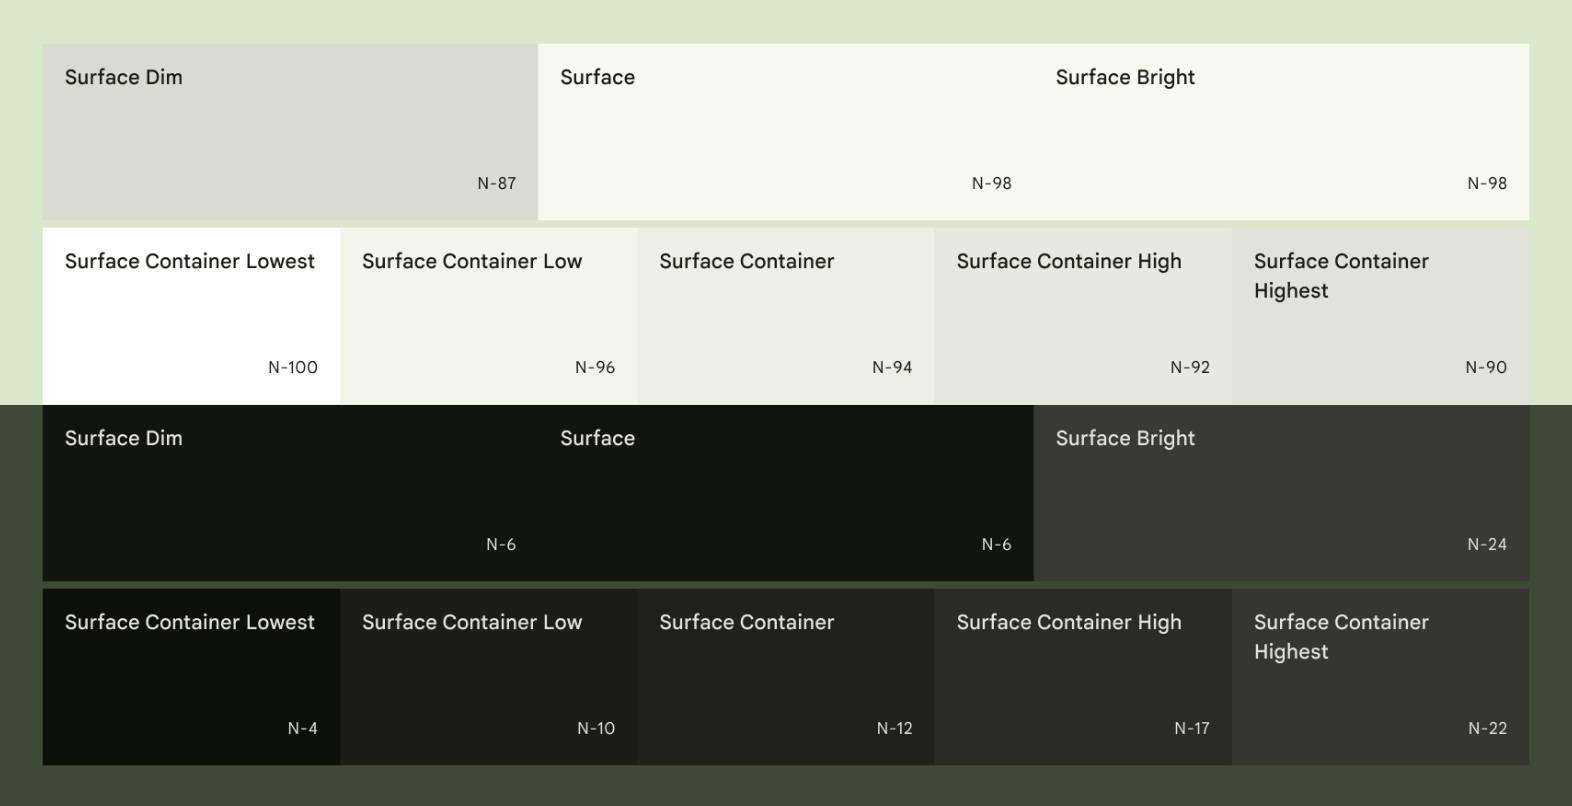 Surface Dim
Surface
Surface Bright
N-87
N-98
N-98
Surface Container Lowest
Surface Container Low
Surface Container
Surface Container High
Surface Container
Highest
N-100
N-96
N-94
N-92
N-90
Surface Dim
Surface
Surface Bright
N-6
N-6
N-24
Surface Container Lowest
Surface Container Low
Surface Container
Surface Container High
Surface Container
Highest
N-4
N-10
N-12
N-17
N-22